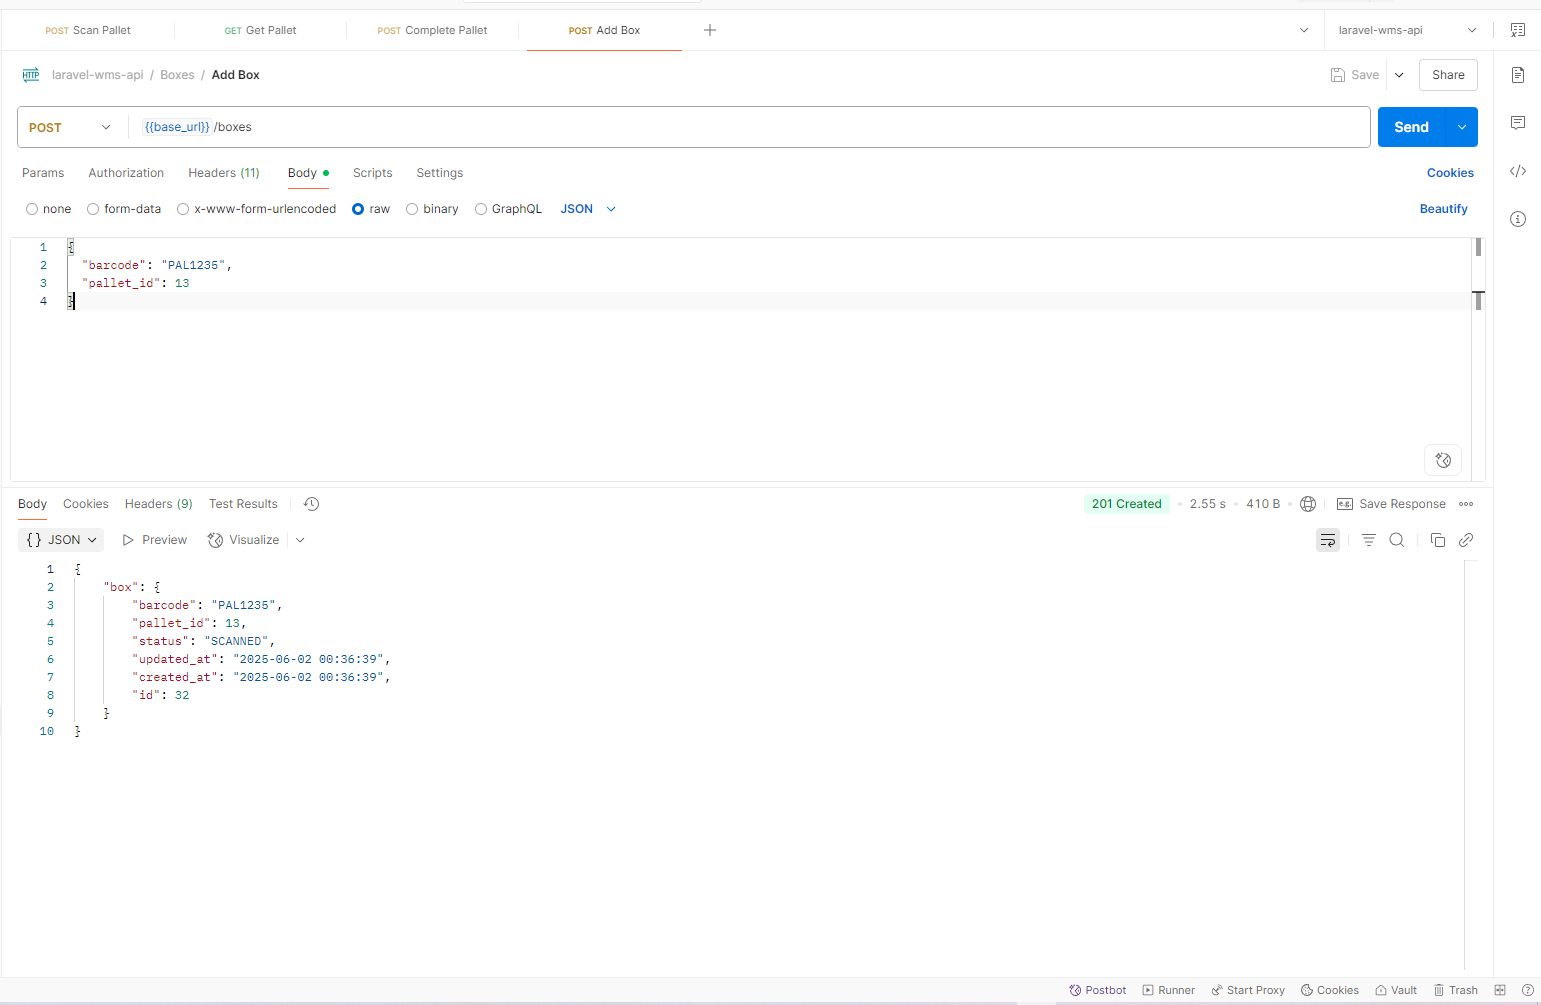 POST Scan Pallet GET Get Pallet POST Complete Pallet POST Add Box laravel-wms-api
HTTP laravel-wms-api / Boxes / Add Box Save Share
POST {{base_url}} /boxes Send
Params Authorization Headers (11) Body Scripts Settings Cookies
none form-data x-www-form-urlencoded raw binary GraphQL JSON Beautify
1 {
2 "barcode": "PAL1235",
3 "pallet_id": 13
4 }
Body Cookies Headers (9) Test Results 201 Created 2.55 s 410 B e.g. Save Response
{} JSON Preview Visualize
1 {
2 "box": {
3 "barcode": "PAL1235",
4 "pallet_id": 13,
5 "status": "SCANNED",
6 "updated_at": "2025-06-02 00:36:39",
7 "created_at": "2025-06-02 00:36:39",
8 "id": 32
9 }
10 }
Postbot Runner Start Proxy Cookies Vault Trash